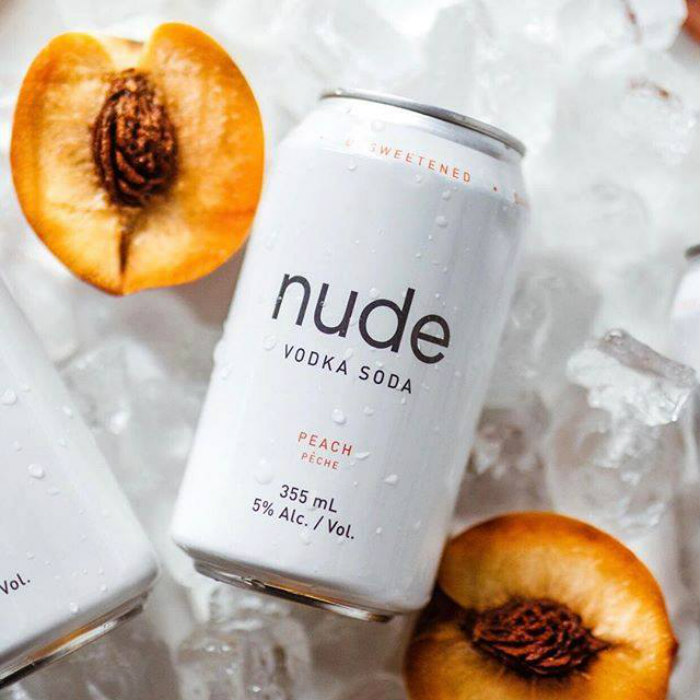 SWEETENED
nude
VODKA SODA
PEACH
PÊCHE
355 mL
5% Alc. / Vol.
Vol.